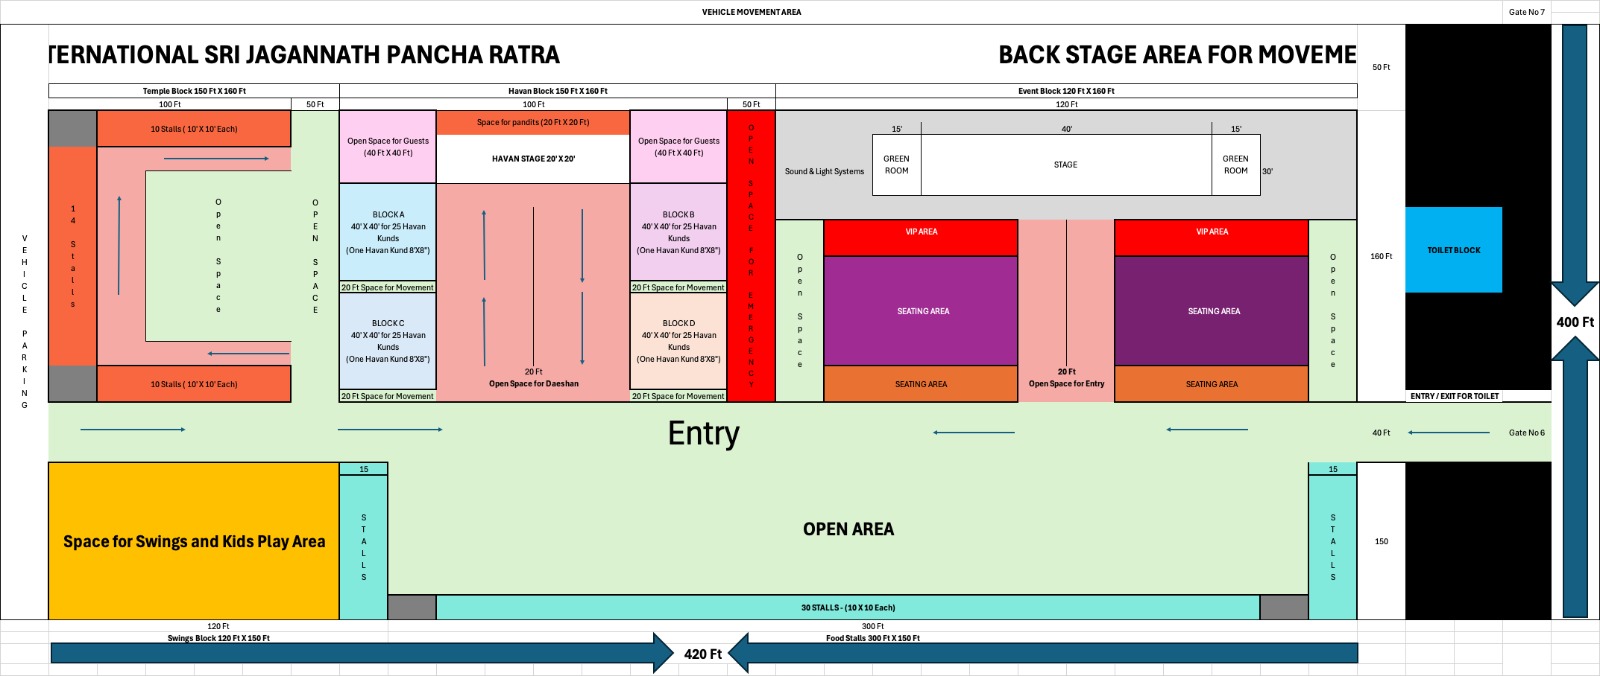 VEHICLE MOVEMENT AREA
Gate No 7
TERNATIONAL SRI JAGANNATH PANCHA RATRA
BACK STAGE AREA FOR MOVEME
50 Ft
Temple Block 150 Ft X 160 Ft
Havan Block 150 Ft X 160 Ft
Event Block 120 Ft X 160 Ft
100 Ft
50 Ft
100 Ft
50 Ft
120 Ft
VEHICLE PARKING
10 Stalls ( 10'X 10' Each)
14 Stalls
Open Space
OPEN SPACE
10 Stalls ( 10'X 10' Each)
Open Space for Guests
(40 Ft X 40 Ft)
Space for pandits (20 Ft X 20 Ft)
HAVAN STAGE 20' X 20'
Open Space for Guests
(40 Ft X 40 Ft)
BLOCK A
40' X 40' for 25 Havan
Kunds
(One Havan Kund 8'X8")
BLOCK B
40' X 40' for 25 Havan
Kunds
(One Havan Kund 8'X8")
20 Ft Space for Movement
20 Ft Space for Movement
BLOCK C
40' X 40' for 25 Havan
Kunds
(One Havan Kund 8'X8")
BLOCK D
40' X 40' for 25 Havan
Kunds
(One Havan Kund 8'X8")
20 Ft
Open Space for Daeshan
20 Ft Space for Movement
20 Ft Space for Movement
OPEN SPACE FOR EMERGENCY
15'
40'
15'
Sound & Light Systems
GREEN
ROOM
STAGE
GREEN
ROOM
30'
Open Space
VIP AREA
VIP AREA
SEATING AREA
SEATING AREA
20 Ft
Open Space for Entry
SEATING AREA
SEATING AREA
Open Space
160 Ft
TOILET BLOCK
400 Ft
ENTRY / EXIT FOR TOILET
Entry
40 Ft
Gate No 6
Space for Swings and Kids Play Area
15
STALLS
OPEN AREA
15
STALLS
150
30 STALLS - (10 X 10 Each)
120 Ft
300 Ft
Swings Block 120 Ft X 150 Ft
Food Stalls 300 Ft X 150 Ft
420 Ft